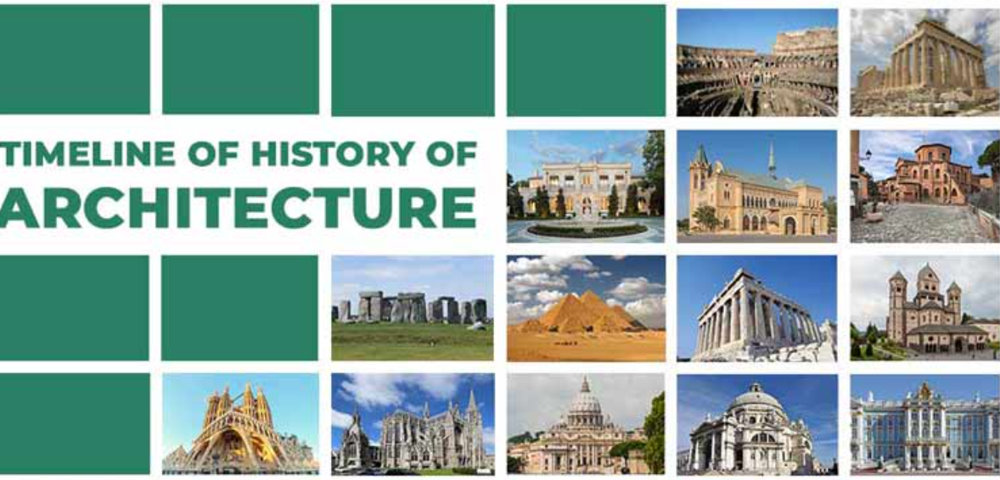 TIMELINE OF HISTORY OF
ARCHITECTURE